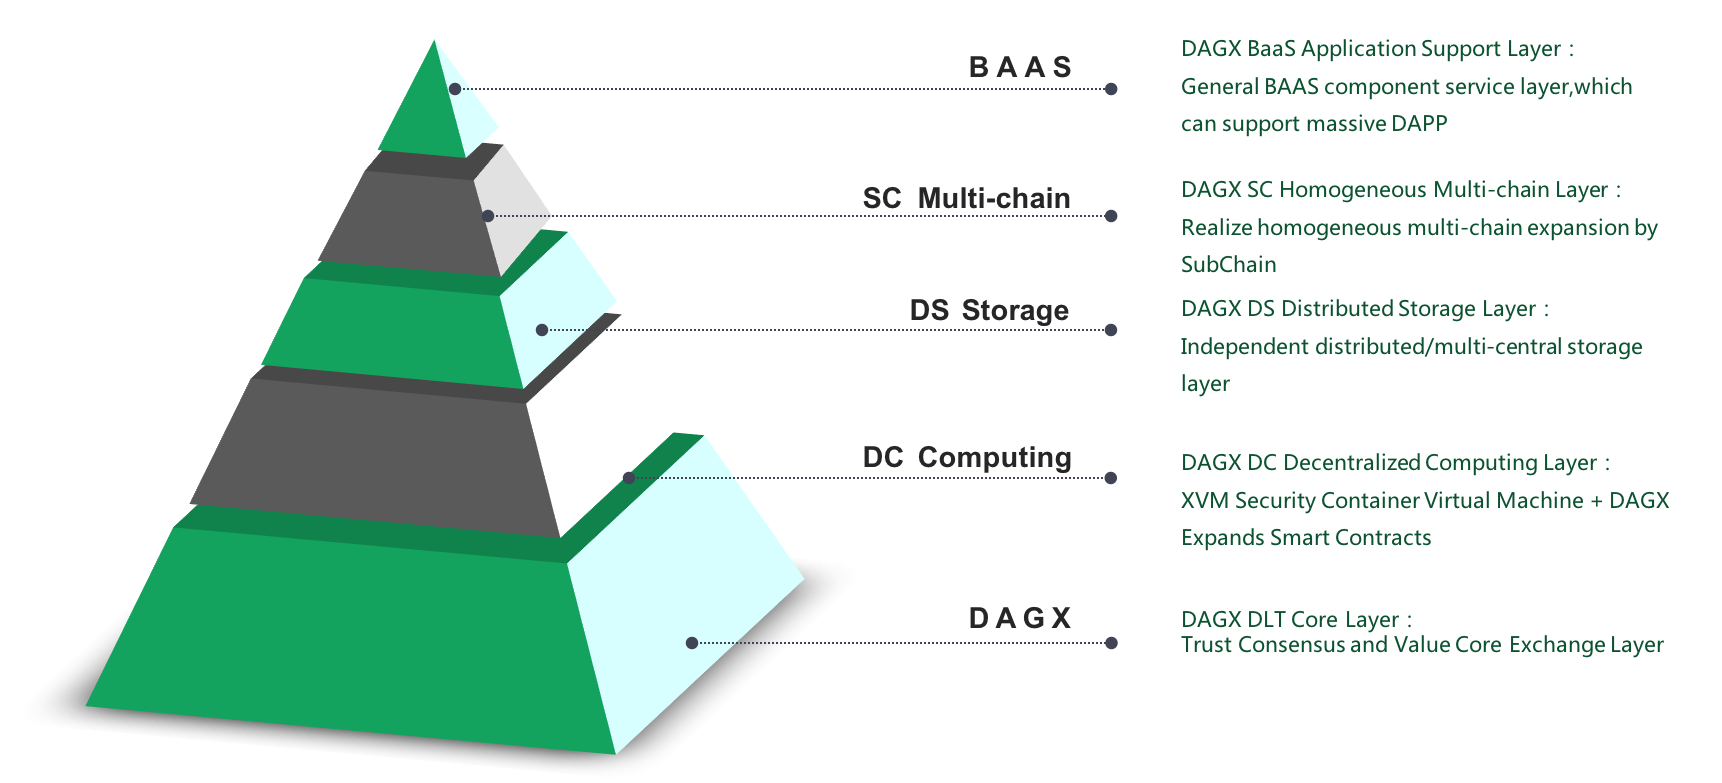 BAAS
DAGX BaaS Application Support Layer：
General BAAS component service layer,which
can support massive DAPP
SC Multi-chain
DAGX SC Homogeneous Multi-chain Layer：
Realize homogeneous multi-chain expansion by
SubChain
DS Storage
DAGX DS Distributed Storage Layer：
Independent distributed/multi-central storage
layer
DC Computing
DAGX DC Decentralized Computing Layer：
XVM Security Container Virtual Machine + DAGX
Expands Smart Contracts
DAGX
DAGX DLT Core Layer：
Trust Consensus and Value Core Exchange Layer